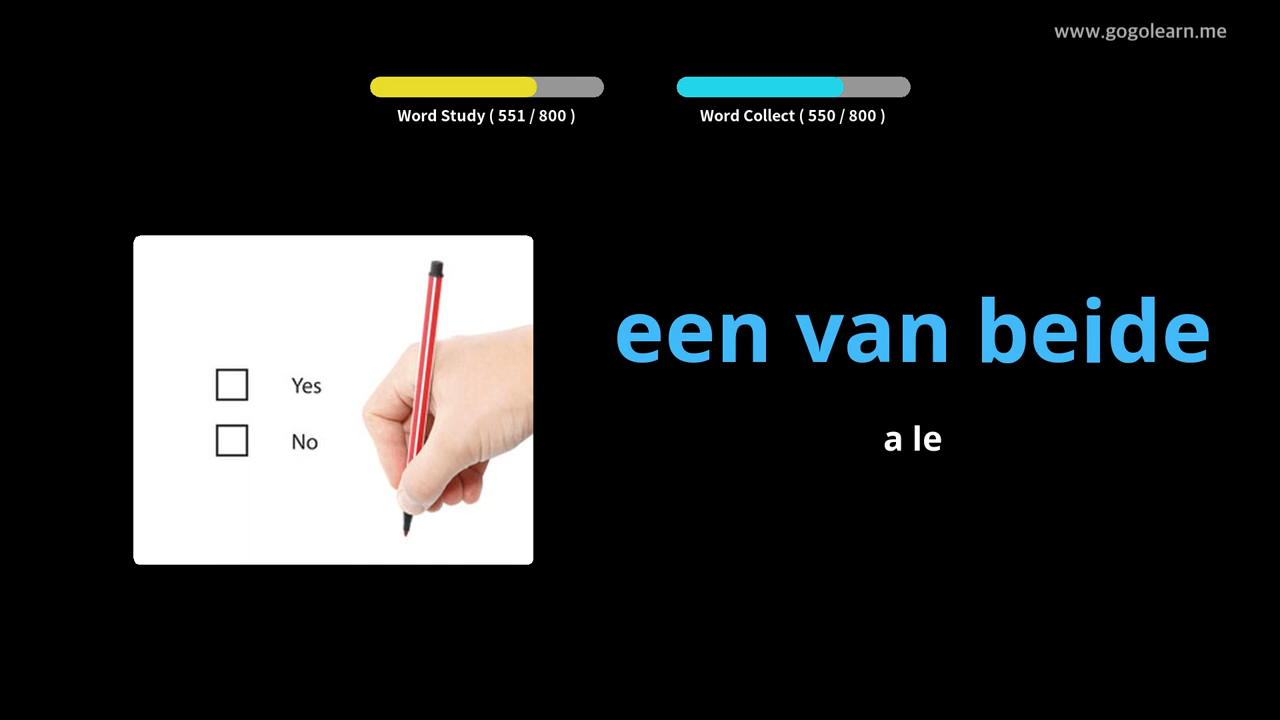 www.gogolearn.me
Word Study ( 551 / 800 )
Word Collect ( 550 / 800 )
Yes
No
een van beide
a le